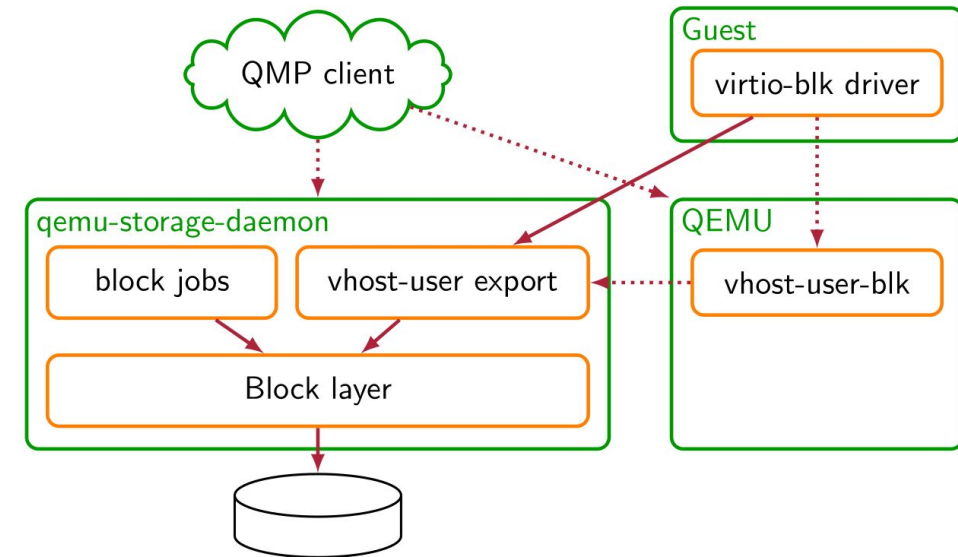 QMP client
Guest
virtio-blk driver
qemu-storage-daemon
block jobs
vhost-user export
Block layer
QEMU
vhost-user-blk